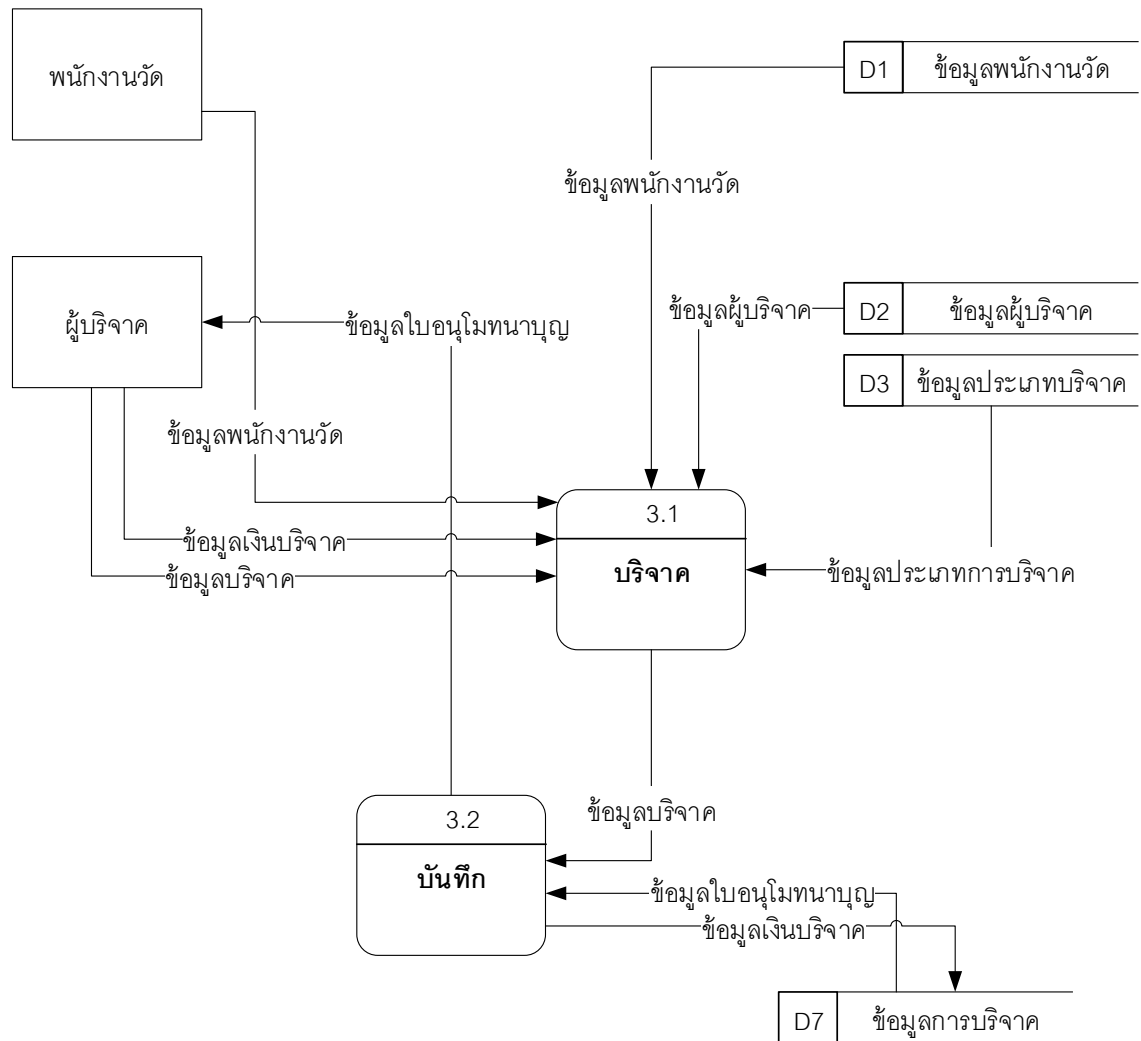 พนักงานวัด
D1 ข้อมูลพนักงานวัด
ข้อมูลพนักงานวัด
ผู้บริจาค
ข้อมูลใบอนุโมทนาบุญ
ข้อมูลผู้บริจาค
D2 ข้อมูลผู้บริจาค
D3 ข้อมูลประเภทบริจาค
ข้อมูลพนักงานวัด
3.1
บริจาค
ข้อมูลเงินบริจาค
ข้อมูลบริจาค
ข้อมูลประเภทการบริจาค
ข้อมูลบริจาค
3.2
บันทึก
ข้อมูลใบอนุโมทนาบุญ
ข้อมูลเงินบริจาค
D7 ข้อมูลการบริจาค